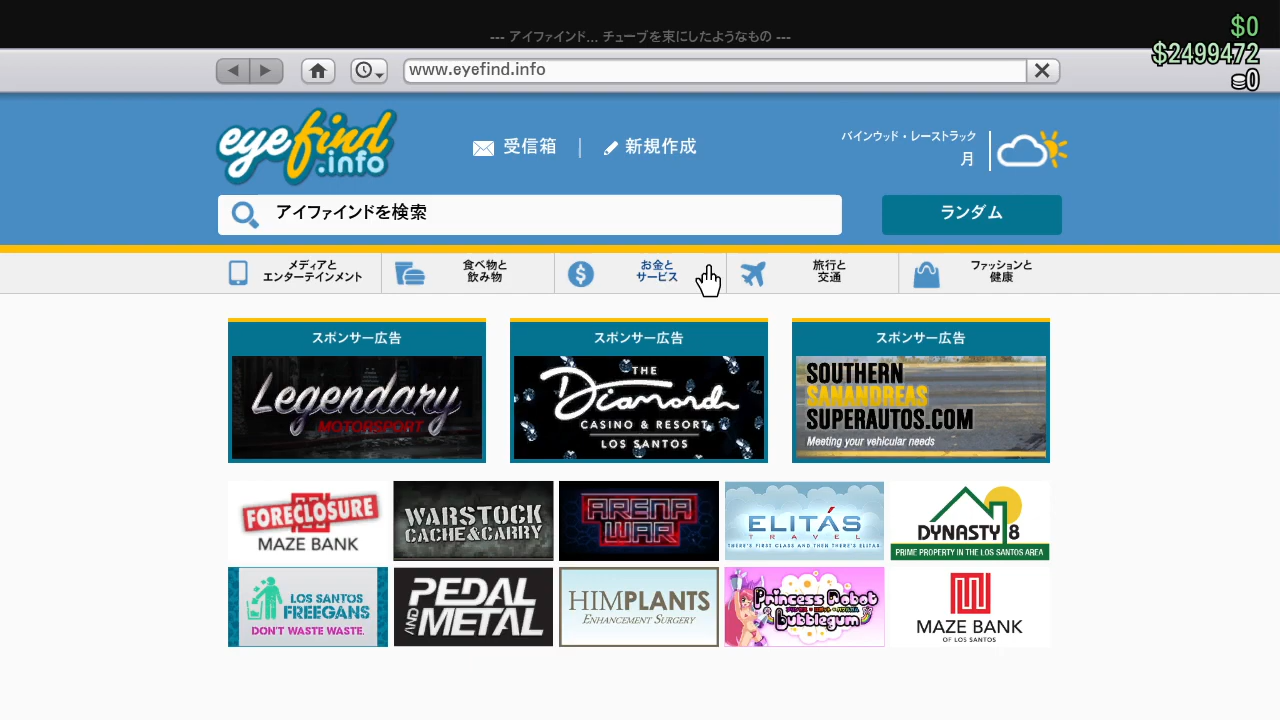 --- アイファインド... チューブを束にしたようなもの ---
$0
$2499472
0
www.eyefind.info
eyefind
.info
受信箱
新規作成
バインウッド・レーストラック
月
アイファインドを検索
ランダム
メディアと
エンターテインメント
食べ物と
飲み物
お金と
サービス
旅行と
交通
ファッションと
健康
スポンサー広告
Legendary
MOTORSPORT
スポンサー広告
THE
Diamond
CASINO & RESORT
LOS SANTOS
スポンサー広告
SOUTHERN
SANANDREAS
SUPERAUTOS.COM
Meeting your vehicular needs
FORECLOSURE
MAZE BANK
WARSTOCK
CACHE&CARRY
ARENA
WAR
ELITÁS
TRAVEL
THERE'S FIRST CLASS AND THEN THERE'S ELITAS
DYNASTY 8
PRIME PROPERTY IN THE LOS SANTOS AREA
LOS SANTOS
FREEGANS
DON'T WASTE WASTE.
PEDAL
AND METAL
HIMPLANTS
ENHANCEMENT SURGERY
Princess Robot
Bubblegum
MAZE BANK
OF LOS SANTOS